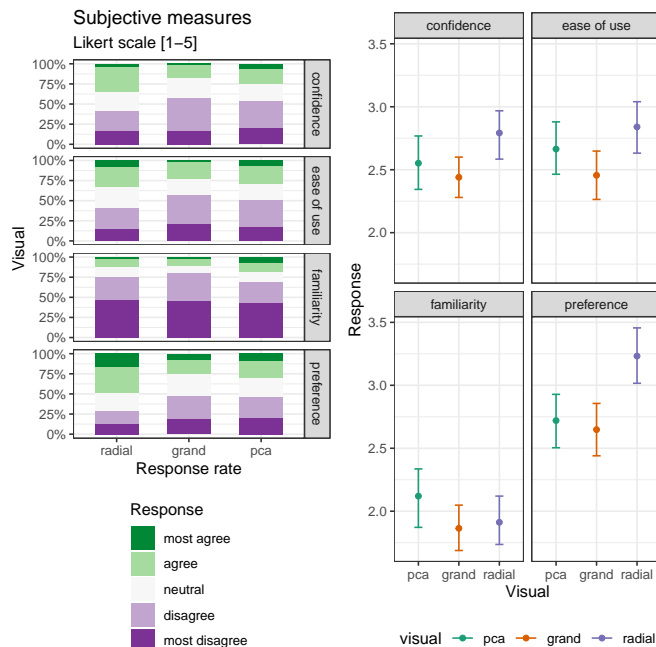 Subjective measures
Likert scale [1−5]
100%
75%
50%
25%
0%
confidence
100%
75%
50%
25%
0%
ease of use
100%
75%
50%
25%
0%
familiarity
100%
75%
50%
25%
0%
preference
Visual
radial grand pca
Response rate
Response
most agree
agree
neutral
disagree
most disagree
confidence ease of use
3.5
3.0
2.5
2.0
familiarity preference
3.5
3.0
2.5
2.0
Response
pca grand radial pca grand radial
Visual
visual pca grand radial